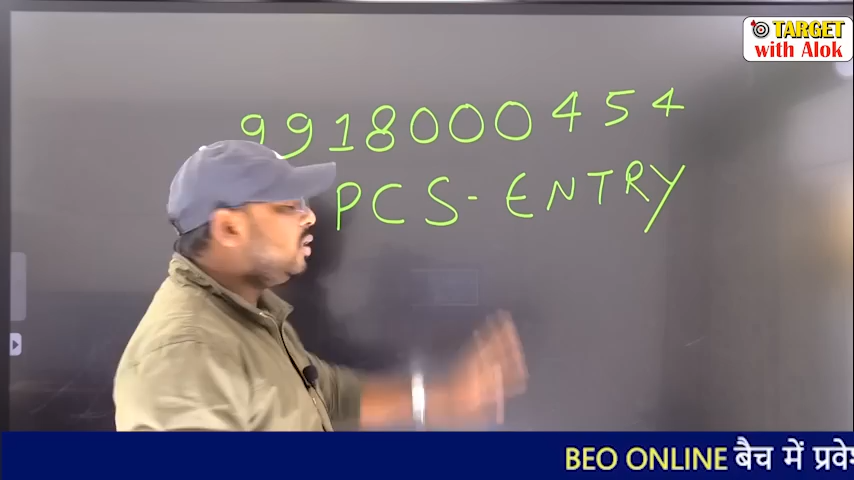 TARGET
with Alok
9918000454
PCS-ENTRY
BEO ONLINE बैच में